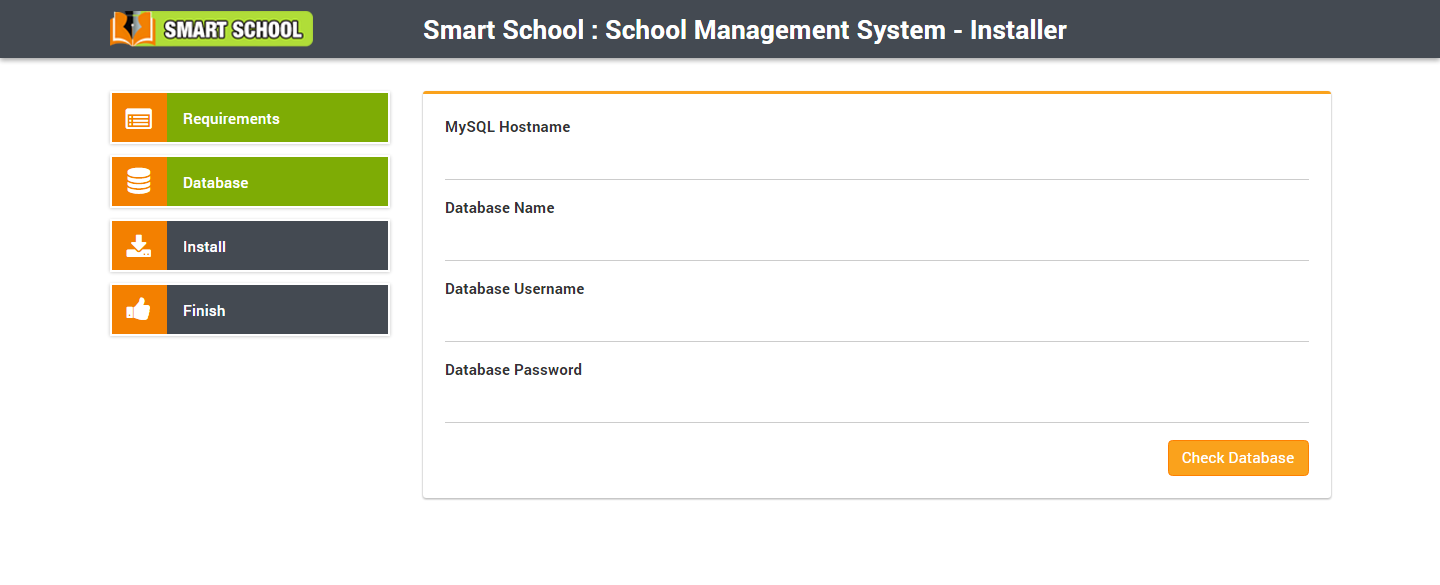 SMART SCHOOL
Smart School : School Management System - Installer
Requirements
Database
Install
Finish
MySQL Hostname
Database Name
Database Username
Database Password
Check Database